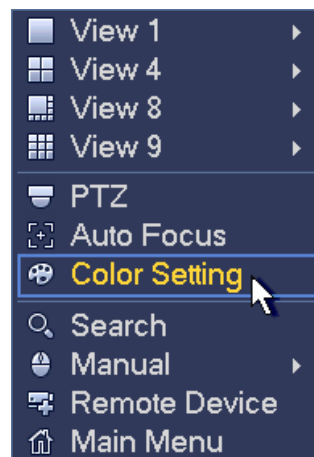 View 1
View 4
View 8
View 9
PTZ
Auto Focus
Color Setting
Search
Manual
Remote Device
Main Menu